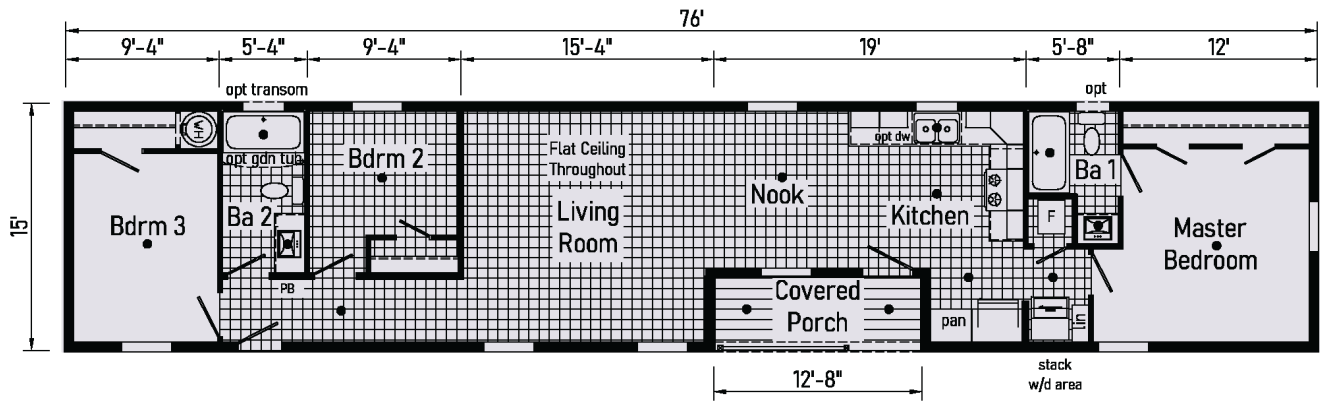 76'
9'-4" 5'-4" 9'-4" 15'-4" 19' 5'-8" 12'
opt transom
opt
15'
WH
opt gdn tub
Bdrm 3
Ba 2
PB
Bdrm 2
Flat Ceiling
Throughout
Living
Room
Nook
opt dw
Kitchen
Covered
Porch
pan
F
Ba 1
lin
Master
Bedroom
stack
w/d area
12'-8"